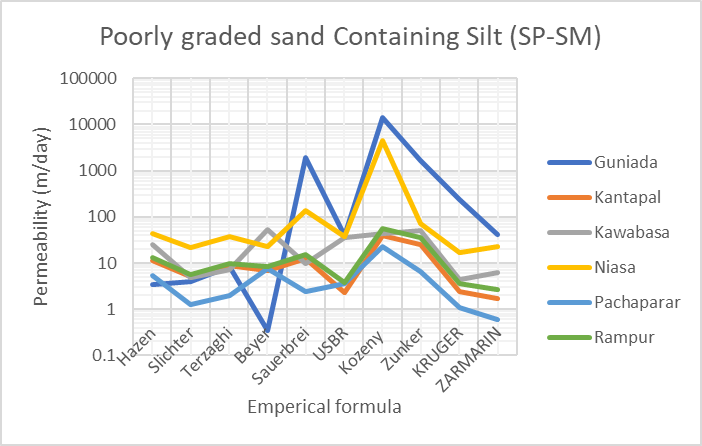 Poorly graded sand Containing Silt (SP-SM)
100000
10000
1000
100
10
1
0.1
Permeability (m/day)
Hazen
Slichter
Terzaghi
Beyer
Sauerbrei
USBR
Kozeny
Zunker
KRUGER
ZARMARIN
Emperical formula
Guniada
Kantapal
Kawabasa
Niasa
Pachaparar
Rampur